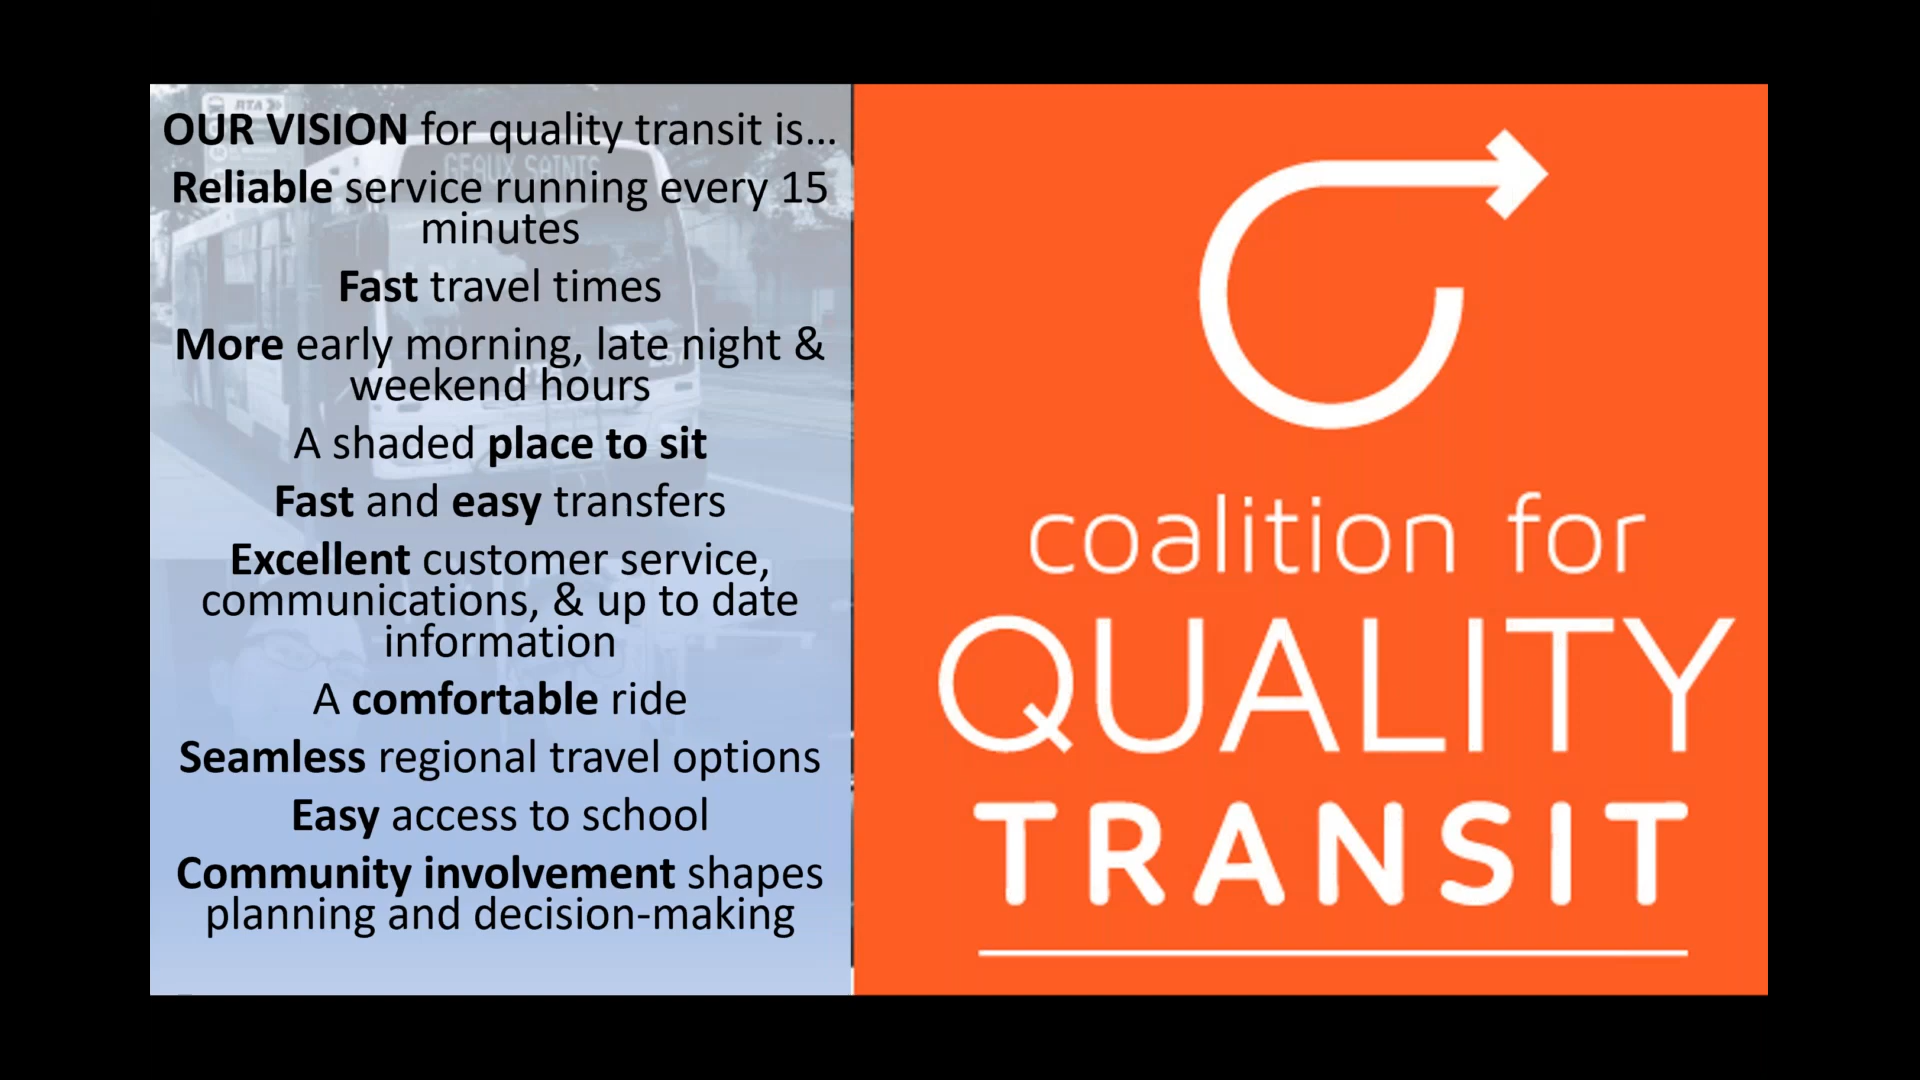 RTA
GEAUX SAINTS
OUR VISION for quality transit is...
Reliable service running every 15
minutes
Fast travel times
More early morning, late night &
weekend hours
A shaded place to sit
Fast and easy transfers
Excellent customer service,
communications, & up to date
information
A comfortable ride
Seamless regional travel options
Easy access to school
Community involvement shapes
planning and decision-making
coalition for
QUALITY
TRANSIT